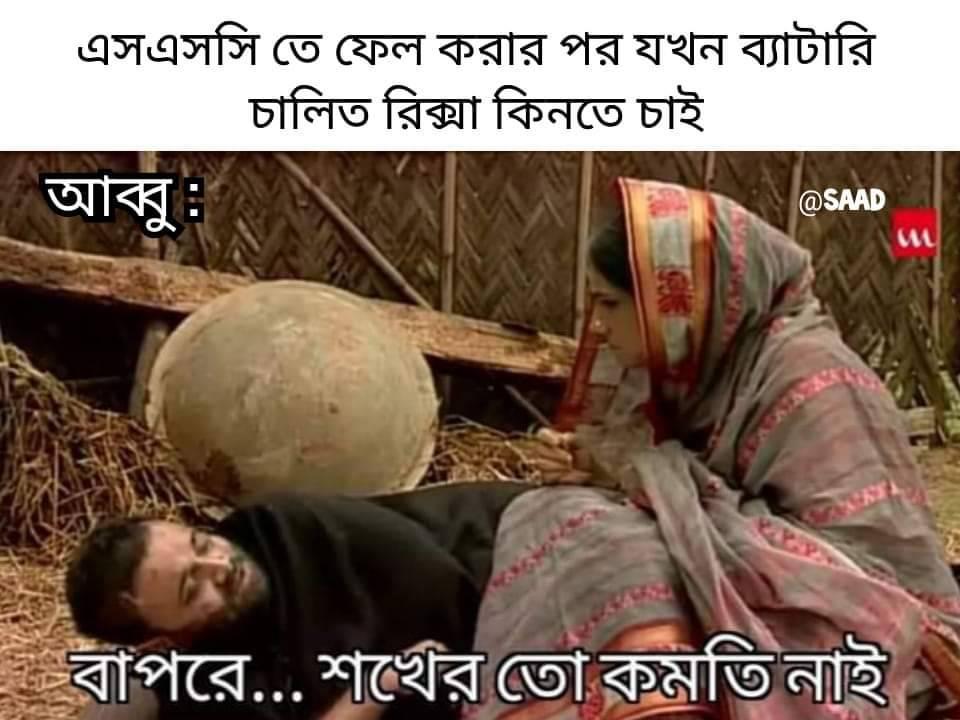 এসএসসি তে ফেল করার পর যখন ব্যাটারি
চালিত রিক্সা কিনতে চাই
আব্বু :
@SAAD
বাপরে... শখের তো কমতি নাই